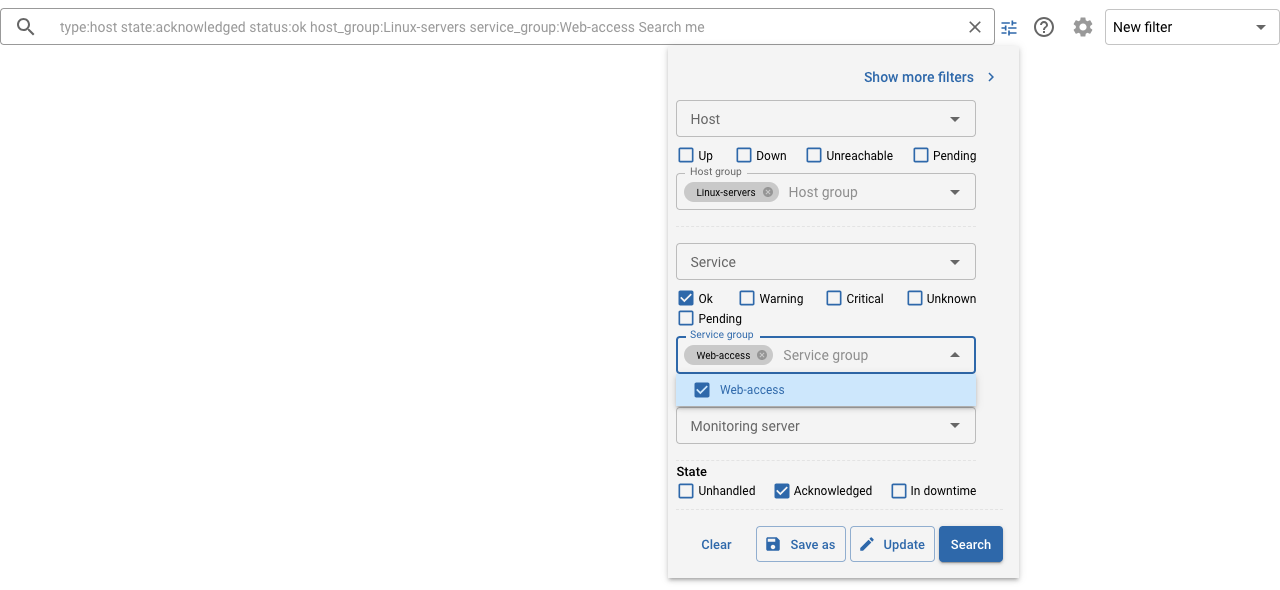 type:host state:acknowledged status:ok host_group:Linux-servers service_group:Web-access Search me
New filter
Show more filters
Host
Up Down Unreachable Pending
Host group
Linux-servers Host group
Service
Ok Warning Critical Unknown
Pending
Service group
Web-access Service group
Web-access
Monitoring server
State
Unhandled Acknowledged In downtime
Clear Save as Update Search